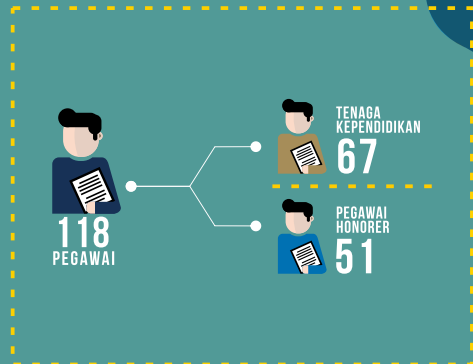 118
PEGAWAI
TENAGA
KEPENDIDIKAN
67
PEGAWAI
HONORER
51